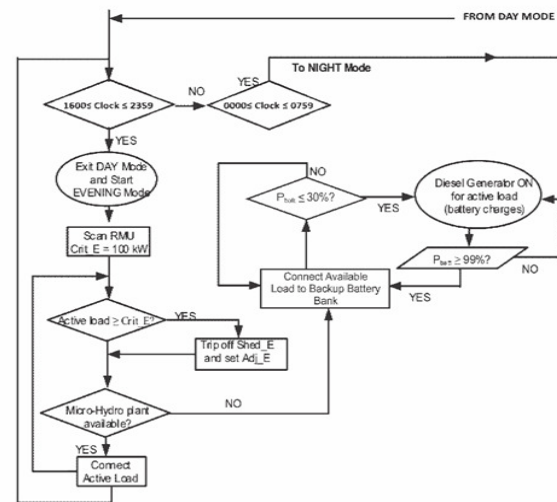 FROM DAY MODE
To NIGHT Mode
1600≤ Clock ≤ 2359
NO
YES
0000≤ Clock ≤ 0759
YES
Exit DAY Mode
and Start
EVENING Mode
Scan RMU
Crit_E = 100 kW
Active load ≥ Crit_E?
YES
Trip off Shed_E
and set Adj_E
Micro-Hydro plant
available?
NO
YES
Connect
Active Load
NO
P_batt ≤ 30%?
YES
Diesel Generator ON
for active load
(battery charges)
P_batt ≥ 99%?
NO
YES
Connect Available
Load to Backup Battery
Bank